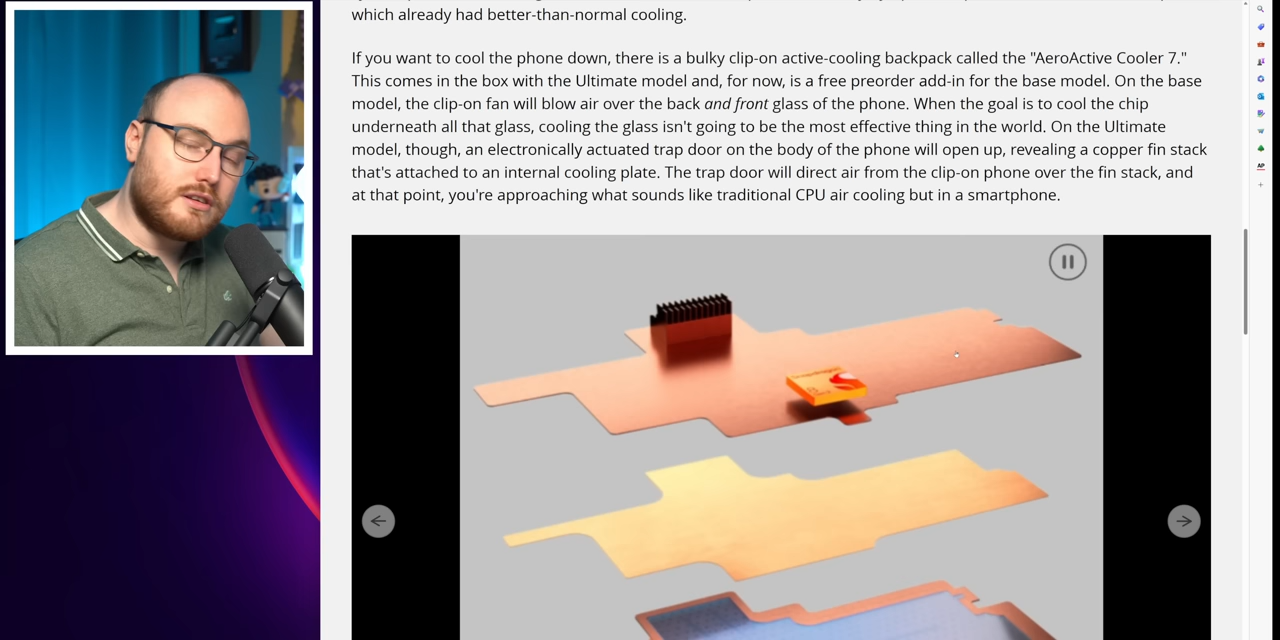 which already had better-than-normal cooling.
If you want to cool the phone down, there is a bulky clip-on active-cooling backpack called the "AeroActive Cooler 7."
This comes in the box with the Ultimate model and, for now, is a free preorder add-in for the base model. On the base
model, the clip-on fan will blow air over the back and front glass of the phone. When the goal is to cool the chip
underneath all that glass, cooling the glass isn't going to be the most effective thing in the world. On the Ultimate
model, though, an electronically actuated trap door on the body of the phone will open up, revealing a copper fin stack
that's attached to an internal cooling plate. The trap door will direct air from the clip-on phone over the fin stack, and
at that point, you're approaching what sounds like traditional CPU air cooling but in a smartphone.
AP